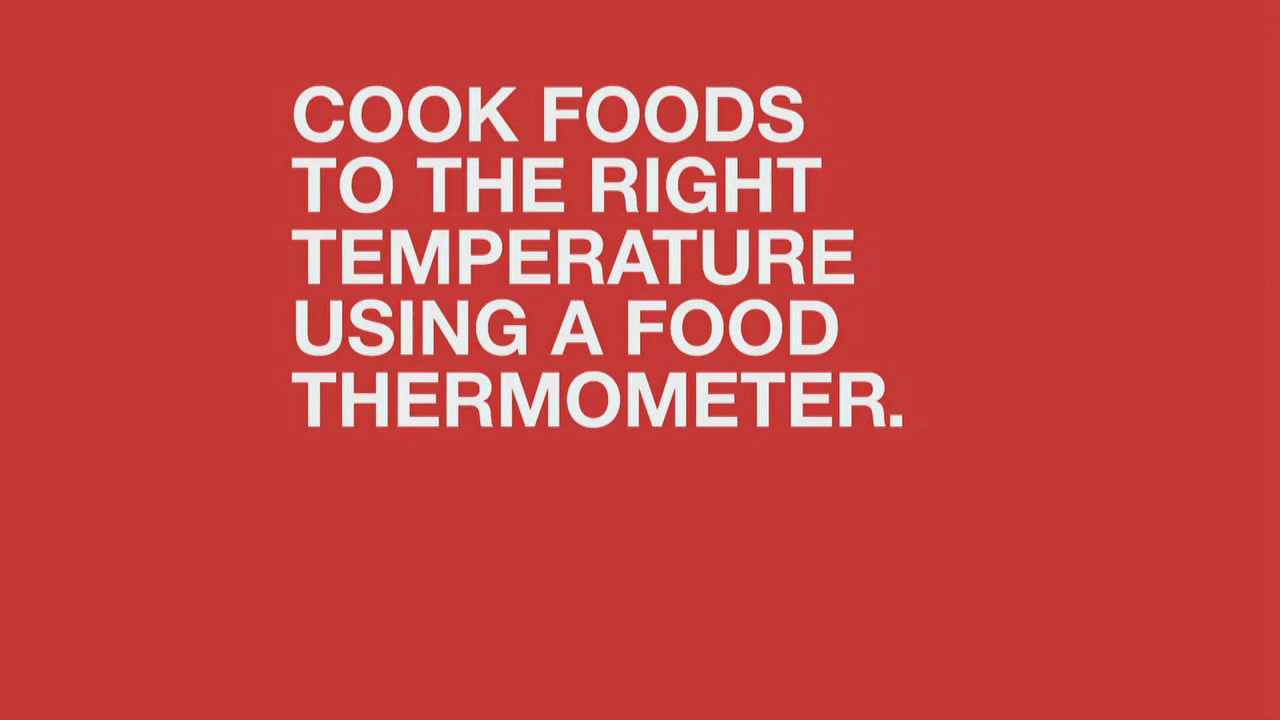 COOK FOODS
TO THE RIGHT
TEMPERATURE
USING A FOOD
THERMOMETER.